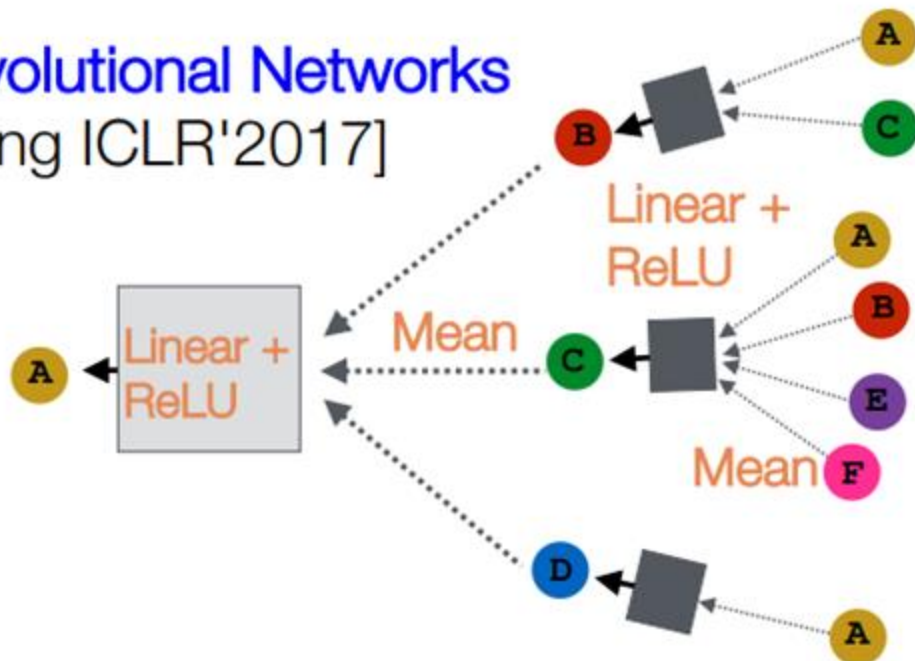 volutional Networks
ng ICLR'2017]
A
B
C
Linear +
ReLU
A
B
Mean
C
Linear +
ReLU
A
E
Mean
F
D
A